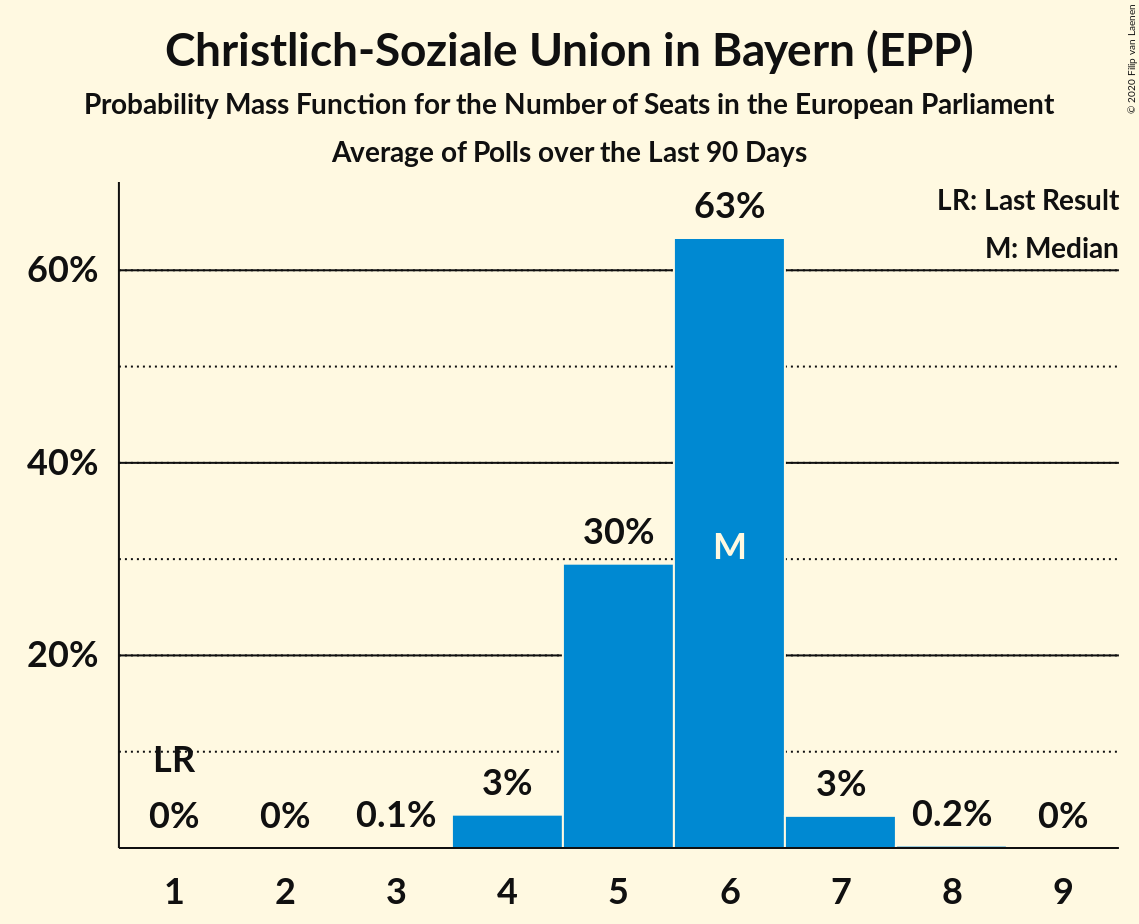 Christlich-Soziale Union in Bayern (EPP)
Probability Mass Function for the Number of Seats in the European Parliament
Average of Polls over the Last 90 Days
© 2020 Filip van Laenen
LR: Last Result
M: Median
63%
60%
40%
30%
M
20%
LR
0%
0%
0.1%
3%
3%
0.2%
0%
1 2 3 4 5 6 7 8 9